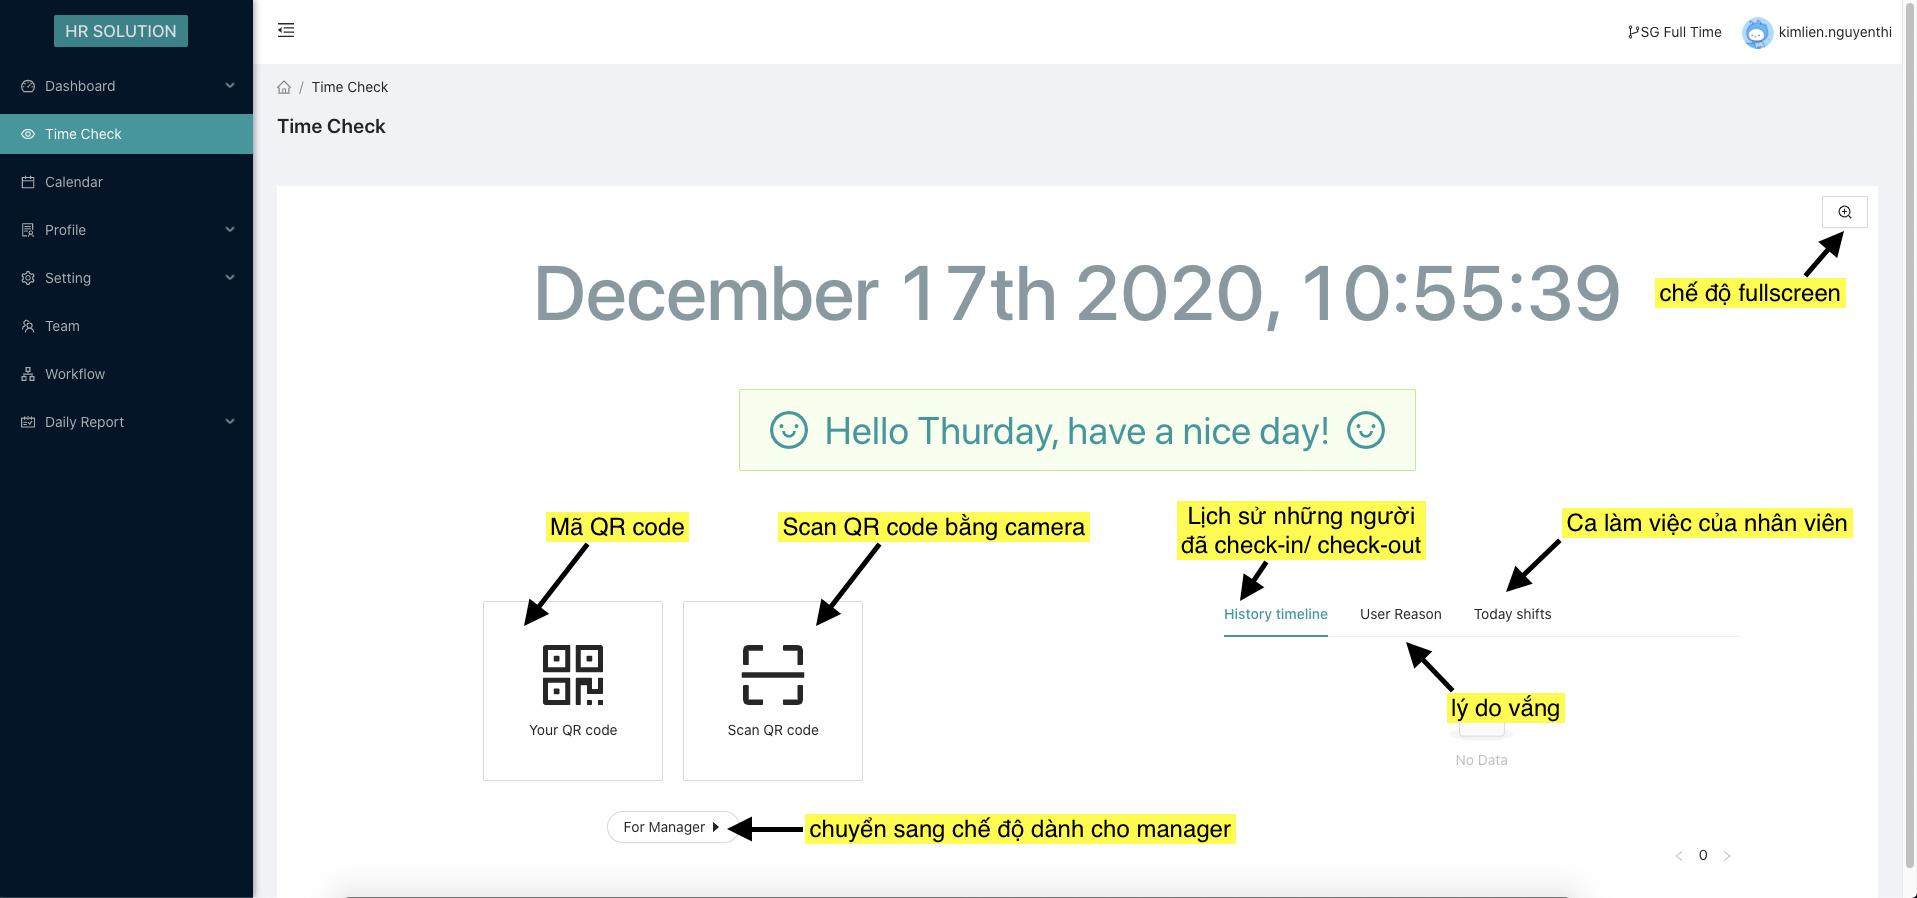 HR SOLUTION
SG Full Time
kimlien.nguyenthi
Dashboard
Time Check
Calendar
Profile
Setting
Team
Workflow
Daily Report
/ Time Check
Time Check
chế độ fullscreen
December 17th 2020, 10:55:39
Hello Thurday, have a nice day!
Mã QR code
Scan QR code bằng camera
Lịch sử những người
đã check-in/ check-out
Ca làm việc của nhân viên
History timeline
User Reason
Today shifts
lý do vắng
Your QR code
Scan QR code
No Data
For Manager
chuyển sang chế độ dành cho manager
< 0 >